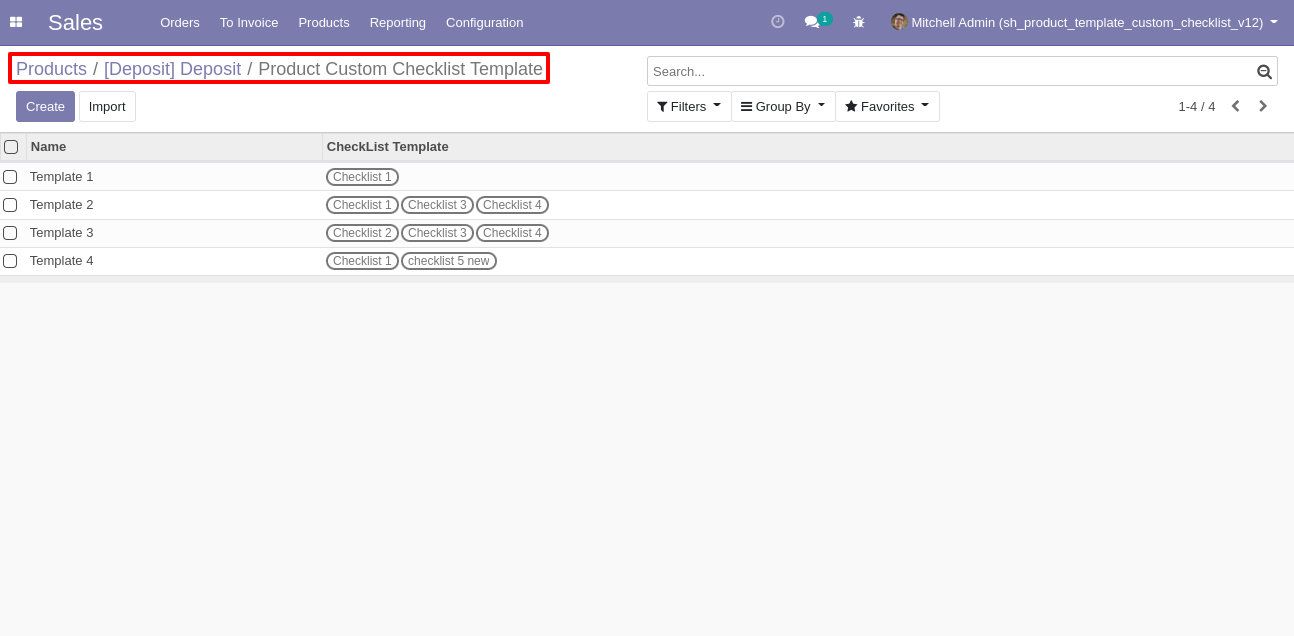 Sales Orders To Invoice Products Reporting Configuration 1 Mitchell Admin (sh_product_template_custom_checklist_v12)
Products / [Deposit] Deposit / Product Custom Checklist Template
Search...
Create Import Filters Group By Favorites 1-4 / 4
Name CheckList Template
Template 1 Checklist 1
Template 2 Checklist 1 Checklist 3 Checklist 4
Template 3 Checklist 2 Checklist 3 Checklist 4
Template 4 Checklist 1 checklist 5 new